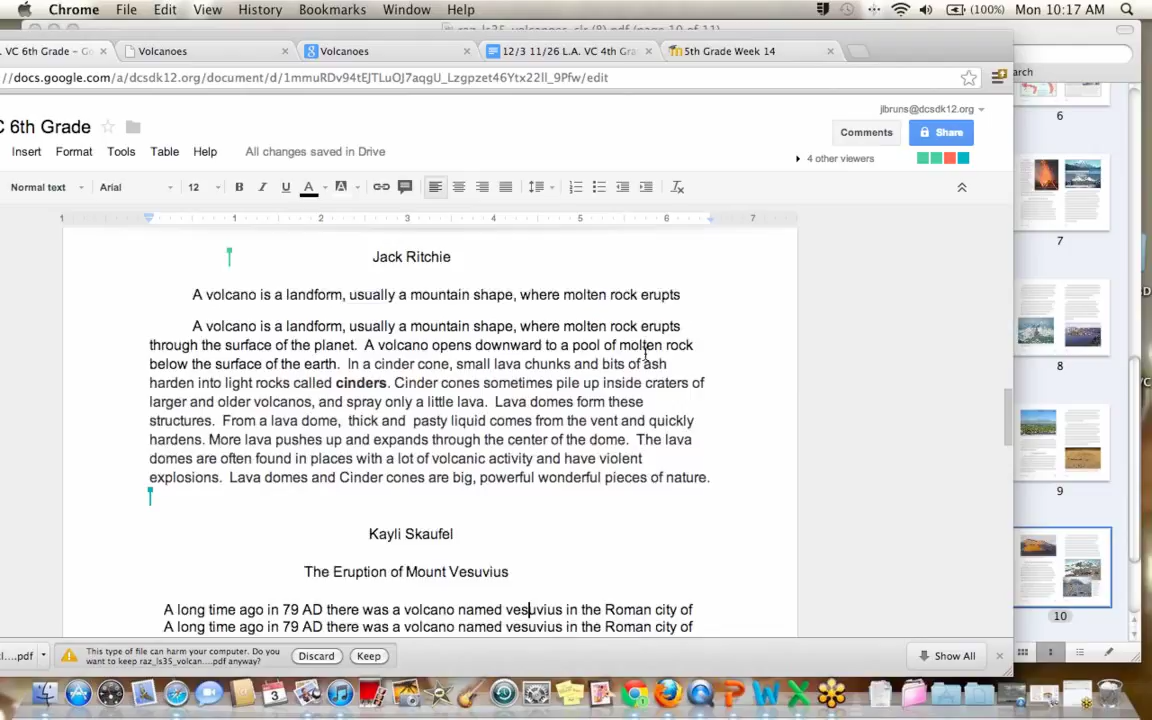 Chrome File Edit View History Bookmarks Window Help (100%) Mon 10:17 AM
VC 6th Grade – Go Volcanoes Volcanoes 12/3 11/26 L.A. VC 4th Gra 5th Grade Week 14
://docs.google.com/a/dcsdk12.org/document/d/1mmuRDv94tEJTLuOJ7aqgU_Lzgpzet46Ytx22ll_9Pfw/edit
arch
jlbruns@dcsdk12.org
C 6th Grade
Comments Share
Insert Format Tools Table Help All changes saved in Drive
4 other viewers
Normal text Arial 12 B I U A A
1 1 2 3 4 5 6 7
Jack Ritchie
A volcano is a landform, usually a mountain shape, where molten rock erupts
A volcano is a landform, usually a mountain shape, where molten rock erupts
through the surface of the planet. A volcano opens downward to a pool of molten rock
below the surface of the earth. In a cinder cone, small lava chunks and bits of ash
harden into light rocks called cinders. Cinder cones sometimes pile up inside craters of
larger and older volcanos, and spray only a little lava. Lava domes form these
structures. From a lava dome, thick and pasty liquid comes from the vent and quickly
hardens. More lava pushes up and expands through the center of the dome. The lava
domes are often found in places with a lot of volcanic activity and have violent
explosions. Lava domes and Cinder cones are big, powerful wonderful pieces of nature.
Kayli Skaufel
The Eruption of Mount Vesuvius
A long time ago in 79 AD there was a volcano named vesuvius in the Roman city of
A long time ago in 79 AD there was a volcano named vesuvius in the Roman city of
6
7
8
9
10
l....pdf
This type of file can harm your computer. Do you
want to keep raz_ls35_volcan....pdf anyway?
Discard Keep Show All